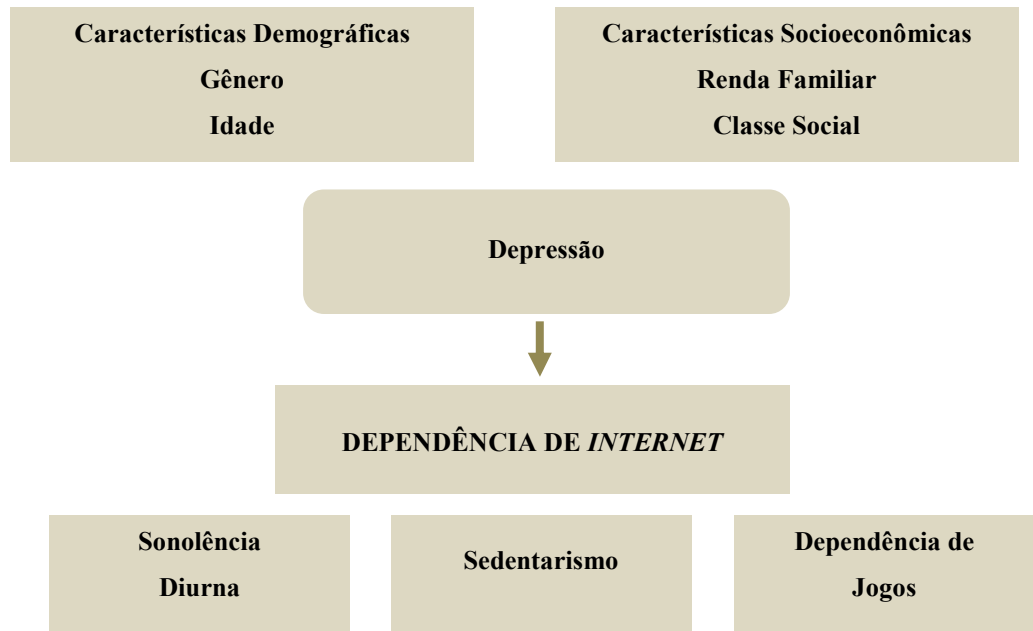 Características Demográficas
Gênero
Idade
Características Socioeconômicas
Renda Familiar
Classe Social
Depressão
DEPENDÊNCIA DE INTERNET
Sonolência
Diurna
Sedentarismo
Dependência de
Jogos